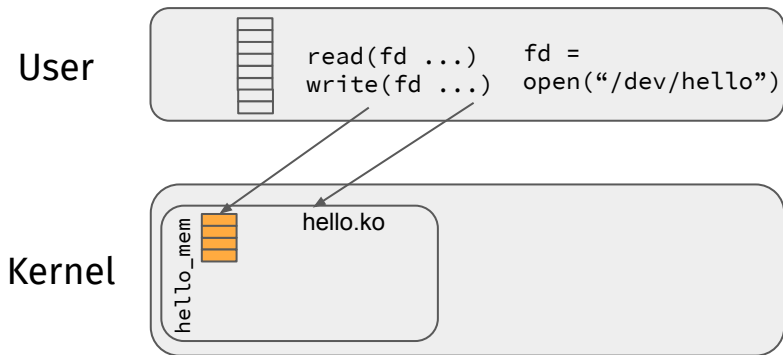 User
read(fd ...)
write(fd ...)
fd =
open(“/dev/hello”)
Kernel
hello_mem
hello.ko